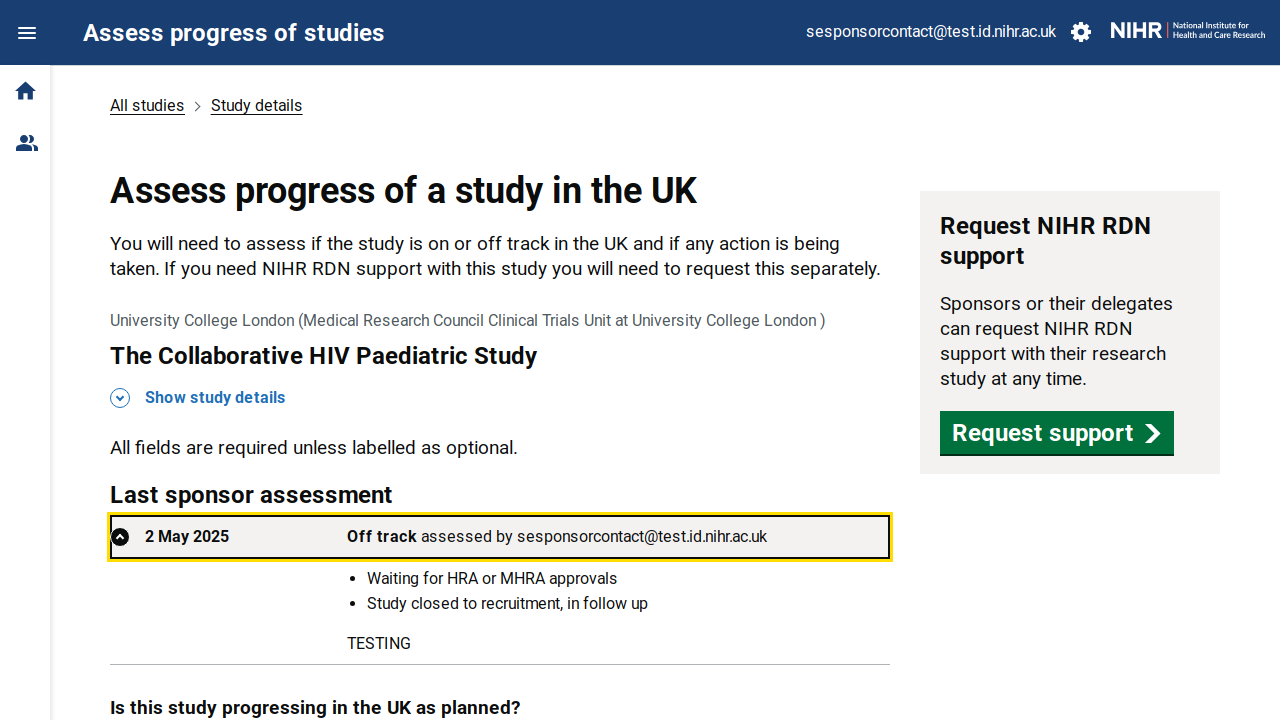 Assess progress of studies
sesponsorcontact@test.id.nihr.ac.uk
NIHR
National Institute for
Health and Care Research
All studies
Study details
Assess progress of a study in the UK
You will need to assess if the study is on or off track in the UK and if any action is being
taken. If you need NIHR RDN support with this study you will need to request this separately.
University College London (Medical Research Council Clinical Trials Unit at University College London )
The Collaborative HIV Paediatric Study
Show study details
All fields are required unless labelled as optional.
Last sponsor assessment
2 May 2025
Off track assessed by sesponsorcontact@test.id.nihr.ac.uk
• Waiting for HRA or MHRA approvals
• Study closed to recruitment, in follow up
TESTING
Is this study progressing in the UK as planned?
Request NIHR RDN
support
Sponsors or their delegates
can request NIHR RDN
support with their research
study at any time.
Request support